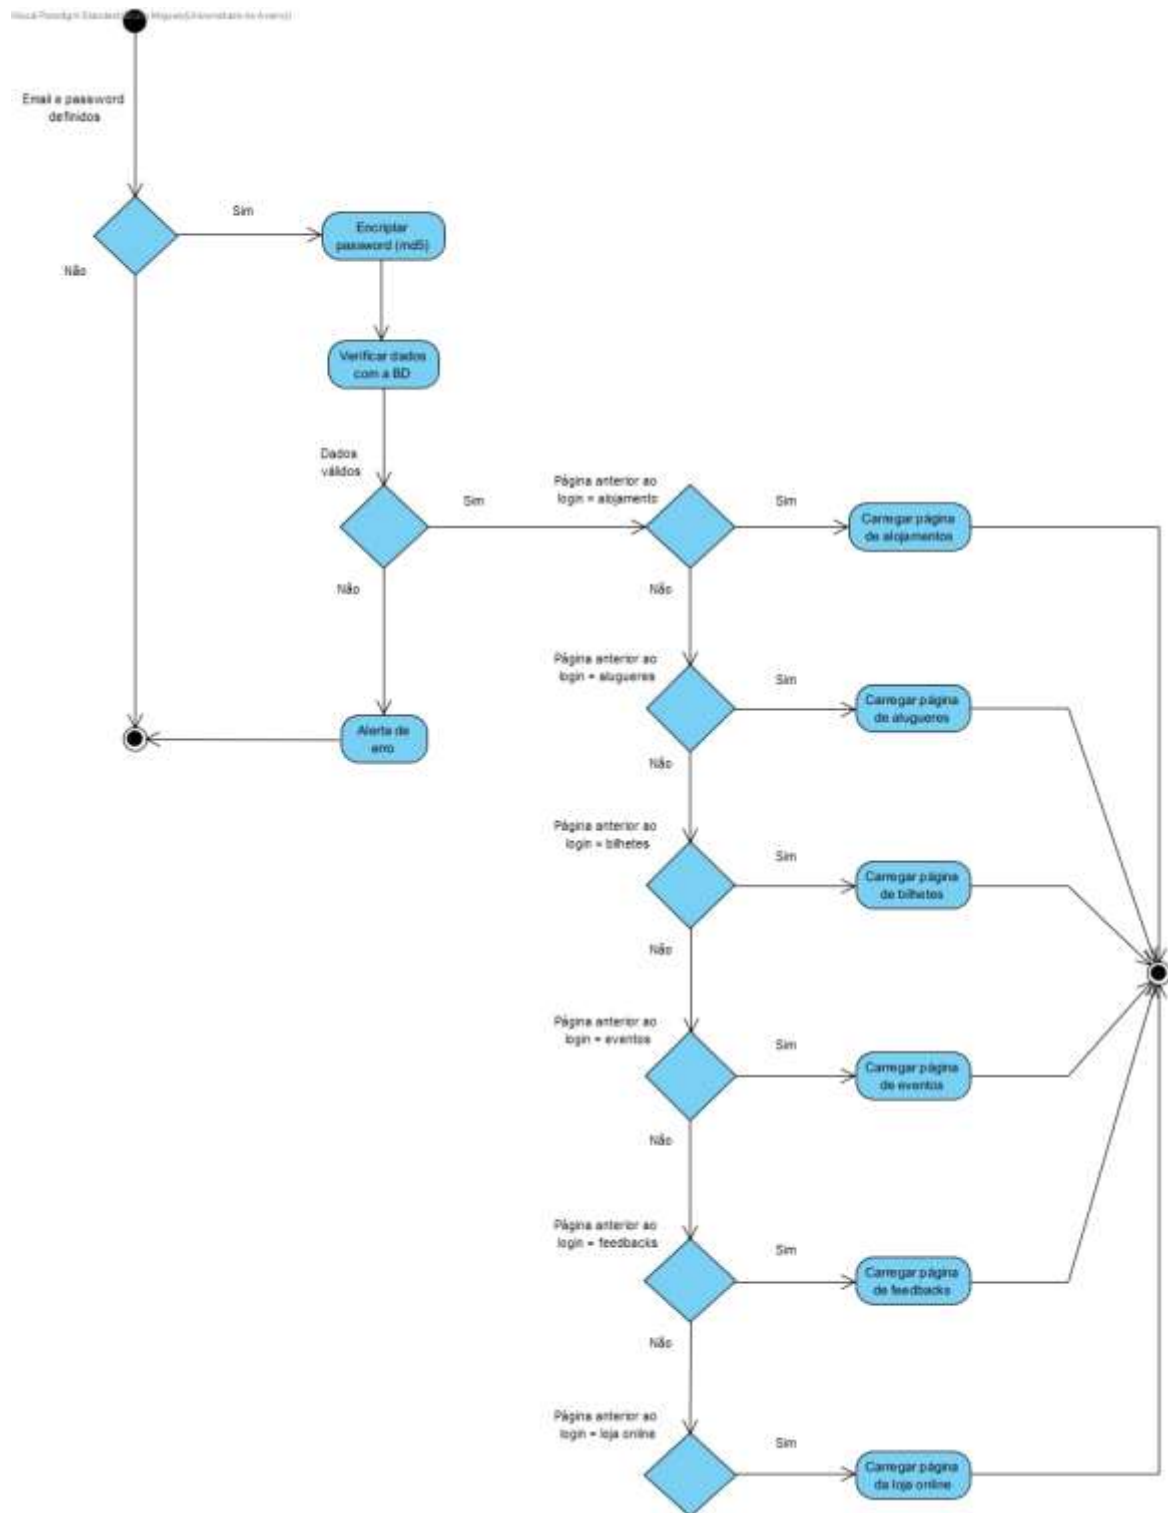 Email e password
definidos
Sim
Encriptar
password (md5)
Não
Verificar dados
com a BD
Dados
válidos
Sim
Página anterior ao
login = alojamento
Sim
Carregar página
de alojamentos
Não
Não
Página anterior ao
login = alugueres
Sim
Carregar página
de alugueres
Alerta de
erro
Não
Página anterior ao
login = bilhetes
Sim
Carregar página
de bilhetes
Não
Página anterior ao
login = eventos
Sim
Carregar página
de eventos
Não
Página anterior ao
login = feedbacks
Sim
Carregar página
de feedbacks
Não
Página anterior ao
login = loja online
Sim
Carregar página
da loja online